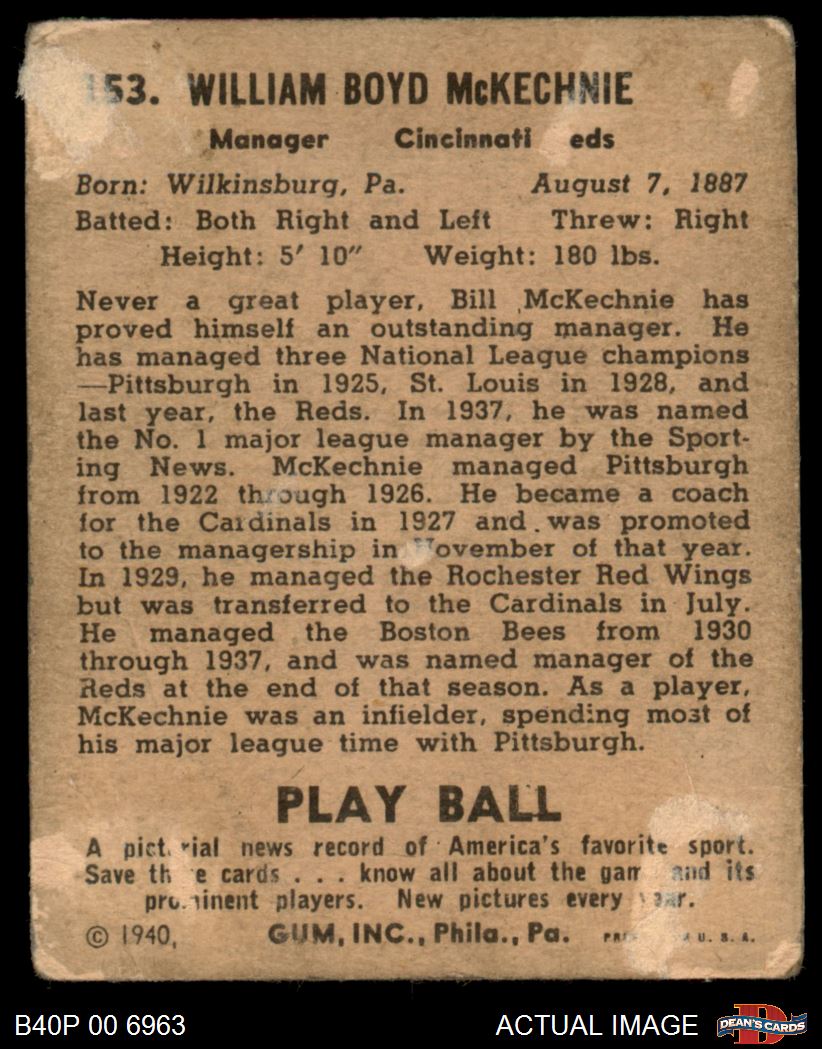 153. WILLIAM BOYD McKECHNIE
Manager Cincinnati eds
Born: Wilkinsburg, Pa. August 7, 1887
Batted: Both Right and Left Threw: Right
Height: 5' 10" Weight: 180 lbs.
Never a great player, Bill McKechnie has
proved himself an outstanding manager. He
has managed three National League champions
—Pittsburgh in 1925, St. Louis in 1928, and
last year, the Reds. In 1937, he was named
the No. 1 major league manager by the Sport-
ing News. McKechnie managed Pittsburgh
from 1922 through 1926. He became a coach
for the Cardinals in 1927 and was promoted
to the managership in November of that year.
In 1929, he managed the Rochester Red Wings
but was transferred to the Cardinals in July.
He managed the Boston Bees from 1930
through 1937, and was named manager of the
Reds at the end of that season. As a player,
McKechnie was an infielder, spending most of
his major league time with Pittsburgh.
PLAY BALL
A pictorial news record of America's favorite sport.
Save these cards . . . know all about the game and its
prominent players. New pictures every year.
© 1940, GUM, INC., Phila., Pa. U. S. A.
B40P 00 6963 ACTUAL IMAGE DEAN'S CARDS